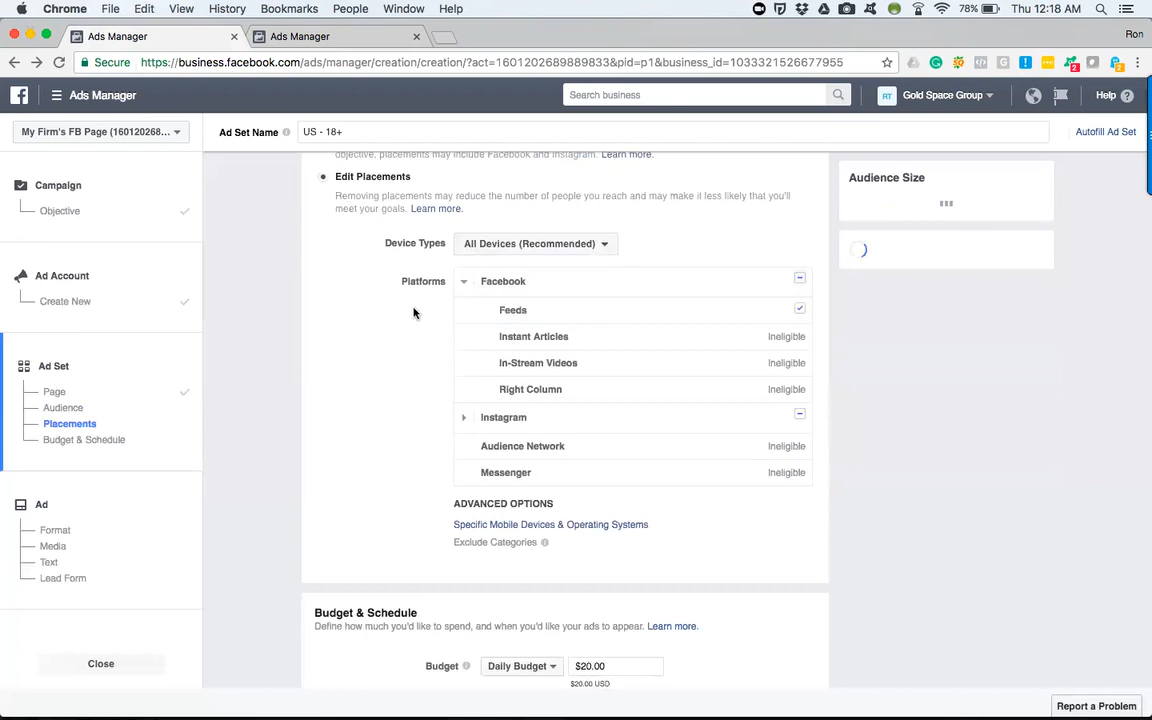 Chrome File Edit View History Bookmarks People Window Help 78% Thu 12:18 AM
Ads Manager Ads Manager Ron
Secure https://business.facebook.com/ads/manager/creation/creation/?act=1601202689889833&pid=p1&business_id=1033321526677955
Ads Manager Search business RT Gold Space Group Help
My Firm's FB Page (160120268... Ad Set Name US - 18+ Autofill Ad Set
objective, placements may include Facebook and Instagram. Learn more.
Edit Placements
Removing placements may reduce the number of people you reach and may make it less likely that you'll
meet your goals. Learn more.
Audience Size
Campaign
Objective
Device Types All Devices (Recommended)
Ad Account
Create New
Platforms Facebook
Feeds
Instant Articles Ineligible
In-Stream Videos Ineligible
Right Column Ineligible
Instagram
Audience Network Ineligible
Messenger Ineligible
Ad Set
Page
Audience
Placements
Budget & Schedule
ADVANCED OPTIONS
Specific Mobile Devices & Operating Systems
Exclude Categories
Ad
Format
Media
Text
Lead Form
Budget & Schedule
Define how much you'd like to spend, and when you'd like your ads to appear. Learn more.
Budget Daily Budget $20.00
$20.00 USD
Close
Report a Problem